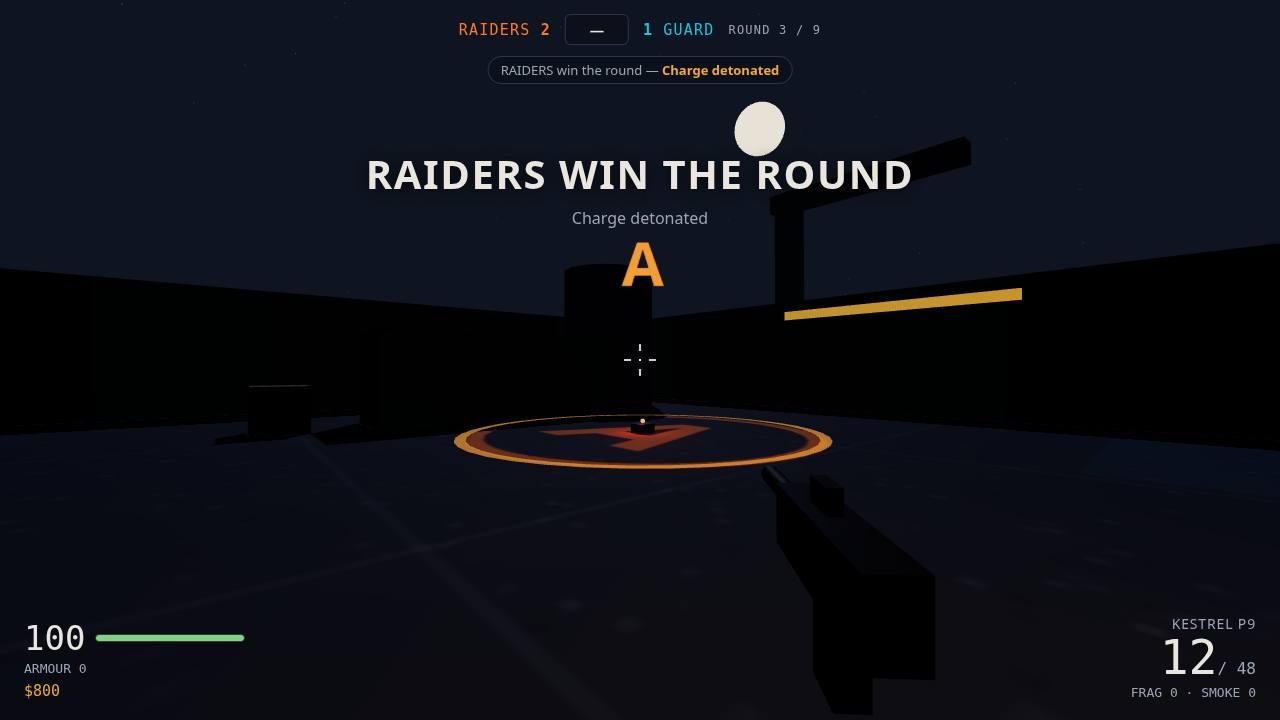 RAIDERS 2 — 1 GUARD ROUND 3 / 9
RAIDERS win the round — Charge detonated
RAIDERS WIN THE ROUND
Charge detonated
A
A
100
ARMOUR 0
$800
KESTREL P9
12 / 48
FRAG 0 · SMOKE 0